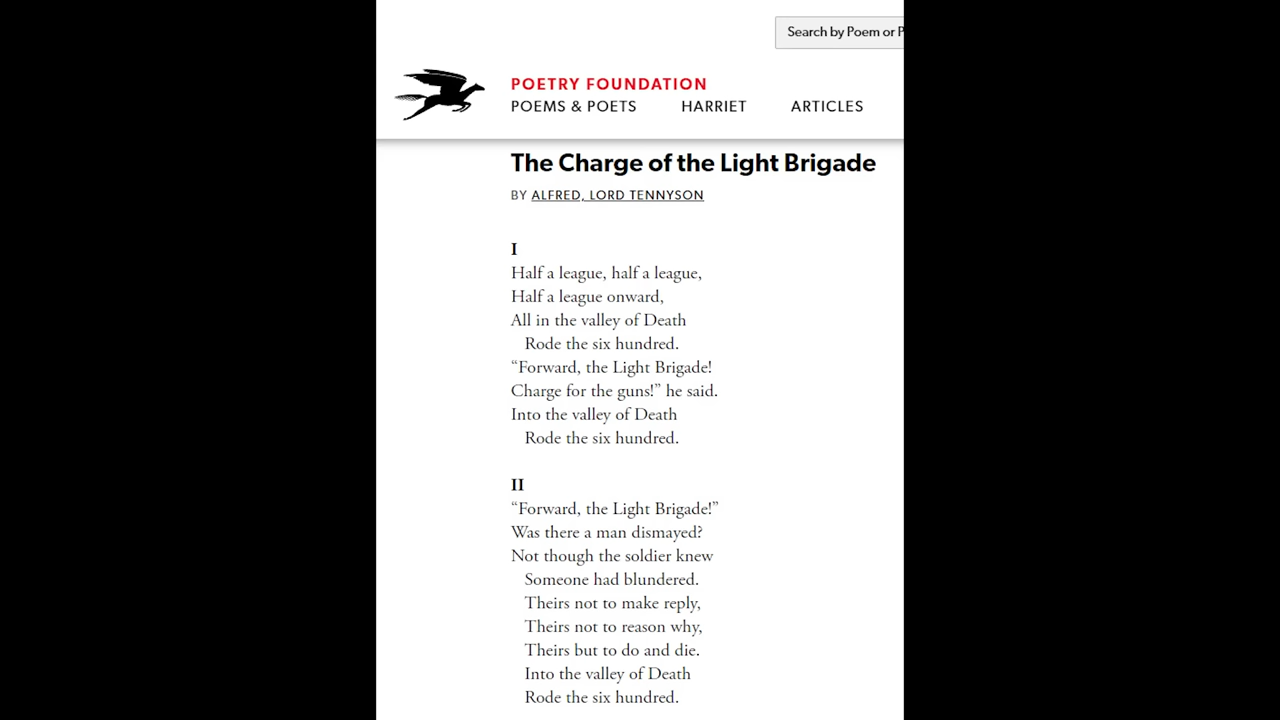 Search by Poem or P
POETRY FOUNDATION
POEMS & POETS HARRIET ARTICLES
The Charge of the Light Brigade
BY ALFRED, LORD TENNYSON
I
Half a league, half a league,
Half a league onward,
All in the valley of Death
Rode the six hundred.
“Forward, the Light Brigade!
Charge for the guns!” he said.
Into the valley of Death
Rode the six hundred.
II
“Forward, the Light Brigade!”
Was there a man dismayed?
Not though the soldier knew
Someone had blundered.
Theirs not to make reply,
Theirs not to reason why,
Theirs but to do and die.
Into the valley of Death
Rode the six hundred.